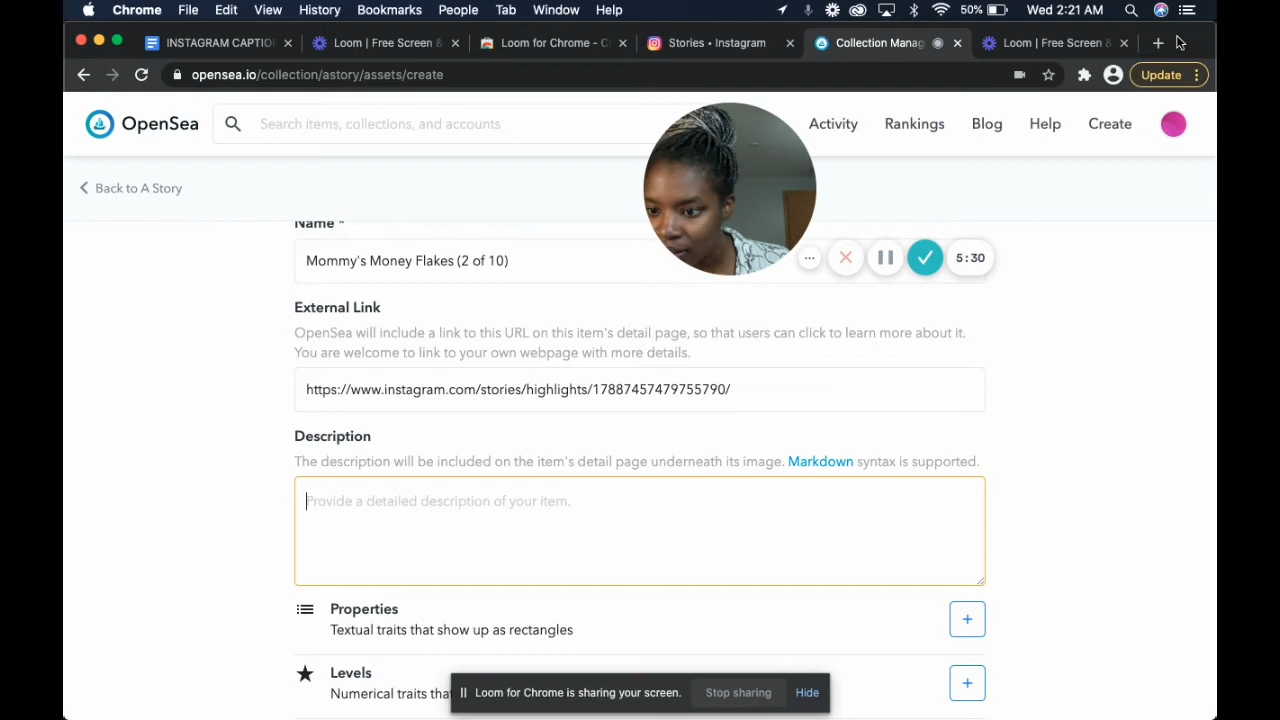 Chrome File Edit View History Bookmarks People Tab Window Help 50% Wed 2:21 AM
INSTAGRAM CAPTIO Loom | Free Screen & Loom for Chrome - C Stories • Instagram Collection Manag Loom | Free Screen &
opensea.io/collection/astory/assets/create Update
OpenSea Search items, collections, and accounts Activity Rankings Blog Help Create
Back to A Story
Name *
Mommy's Money Flakes (2 of 10)
5:30
External Link
OpenSea will include a link to this URL on this item's detail page, so that users can click to learn more about it.
You are welcome to link to your own webpage with more details.
https://www.instagram.com/stories/highlights/17887457479755790/
Description
The description will be included on the item's detail page underneath its image. Markdown syntax is supported.
Provide a detailed description of your item.
Properties
Textual traits that show up as rectangles
Levels
Numerical traits that
Loom for Chrome is sharing your screen. Stop sharing Hide